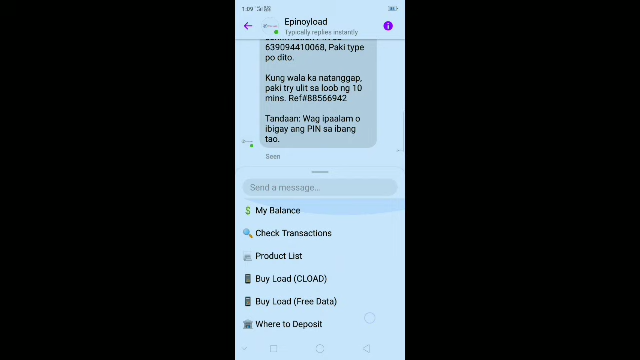 1:09
Epinoyload
Typically replies instantly
639094410068, Paki type
po dito.
Kung wala ka natanggap,
paki try ulit sa loob ng 10
mins. Ref#88566942
Tandaan: Wag ipaalam o
ibigay ang PIN sa ibang
tao.
Seen
Send a message...
My Balance
Check Transactions
Product List
Buy Load (CLOAD)
Buy Load (Free Data)
Where to Deposit